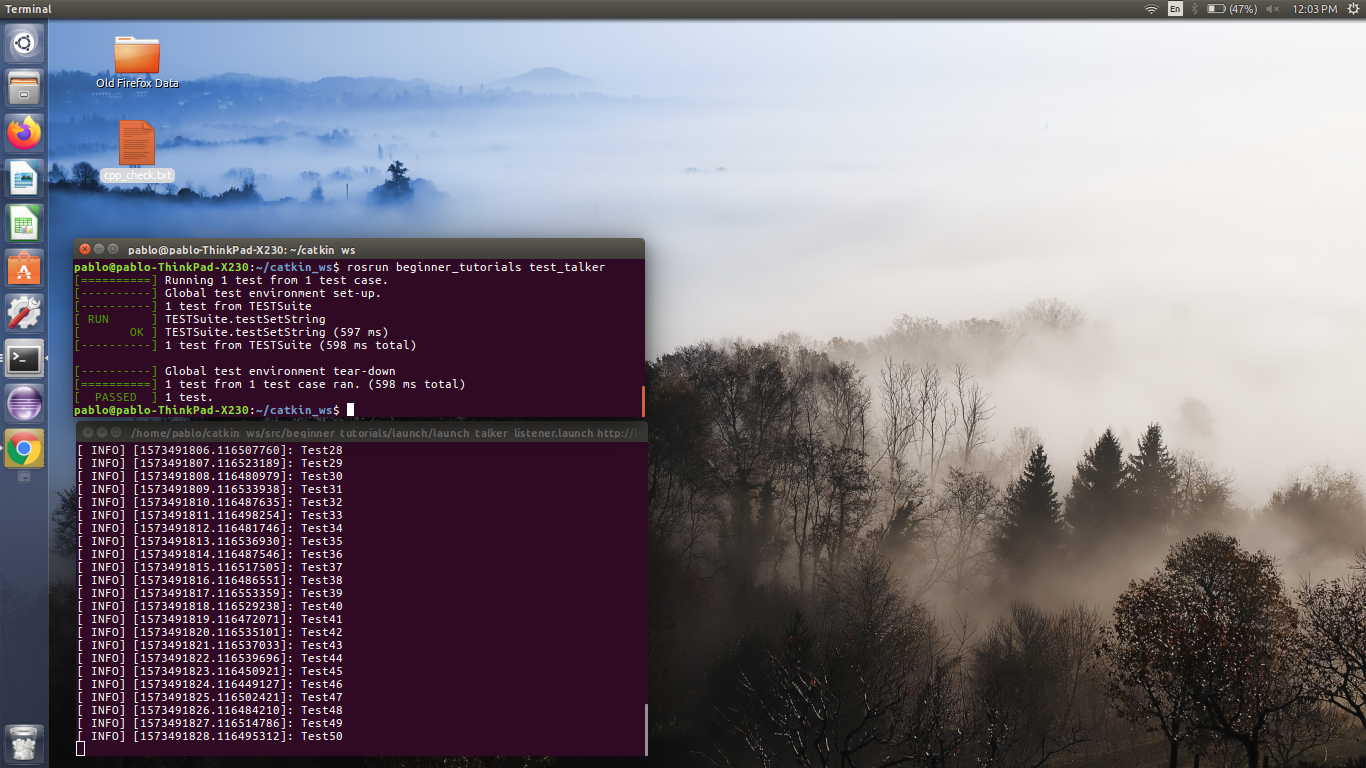 Terminal
En
(47%)
12:03 PM
Old Firefox Data
cpp_check.txt
pablo@pablo-ThinkPad-X230: ~/catkin_ws
pablo@pablo-ThinkPad-X230:~/catkin_ws$ rosrun beginner_tutorials test_talker
[==========] Running 1 test from 1 test case.
[----------] Global test environment set-up.
[----------] 1 test from TESTSuite
[ RUN      ] TESTSuite.testSetString
[       OK ] TESTSuite.testSetString (597 ms)
[----------] 1 test from TESTSuite (598 ms total)
[----------] Global test environment tear-down
[==========] 1 test from 1 test case ran. (598 ms total)
[  PASSED  ] 1 test.
pablo@pablo-ThinkPad-X230:~/catkin_ws$
/home/pablo/catkin_ws/src/beginner_tutorials/launch/launch_talker_listener.launch http://
[ INFO] [1573491806.116507760]: Test28
[ INFO] [1573491807.116523189]: Test29
[ INFO] [1573491808.116480979]: Test30
[ INFO] [1573491809.116533938]: Test31
[ INFO] [1573491810.116487635]: Test32
[ INFO] [1573491811.116498254]: Test33
[ INFO] [1573491812.116481746]: Test34
[ INFO] [1573491813.116536930]: Test35
[ INFO] [1573491814.116487546]: Test36
[ INFO] [1573491815.116517505]: Test37
[ INFO] [1573491816.116486551]: Test38
[ INFO] [1573491817.116553359]: Test39
[ INFO] [1573491818.116529238]: Test40
[ INFO] [1573491819.116472071]: Test41
[ INFO] [1573491820.116535101]: Test42
[ INFO] [1573491821.116537033]: Test43
[ INFO] [1573491822.116539696]: Test44
[ INFO] [1573491823.116450921]: Test45
[ INFO] [1573491824.116449127]: Test46
[ INFO] [1573491825.116502421]: Test47
[ INFO] [1573491826.116484210]: Test48
[ INFO] [1573491827.116514786]: Test49
[ INFO] [1573491828.116495312]: Test50